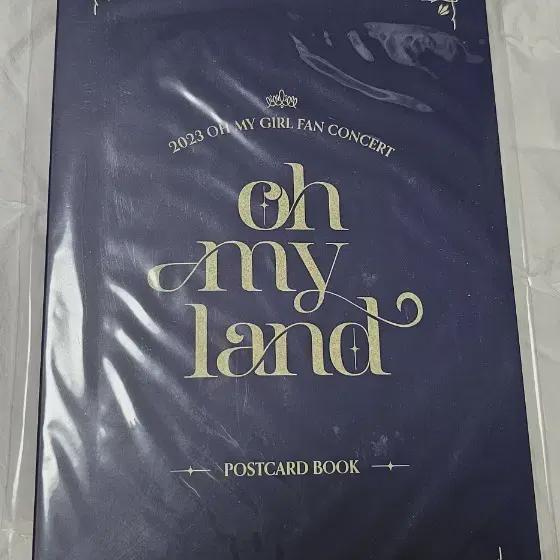 2023 OH MY GIRL FAN CONCERT
oh
my
land
POSTCARD BOOK